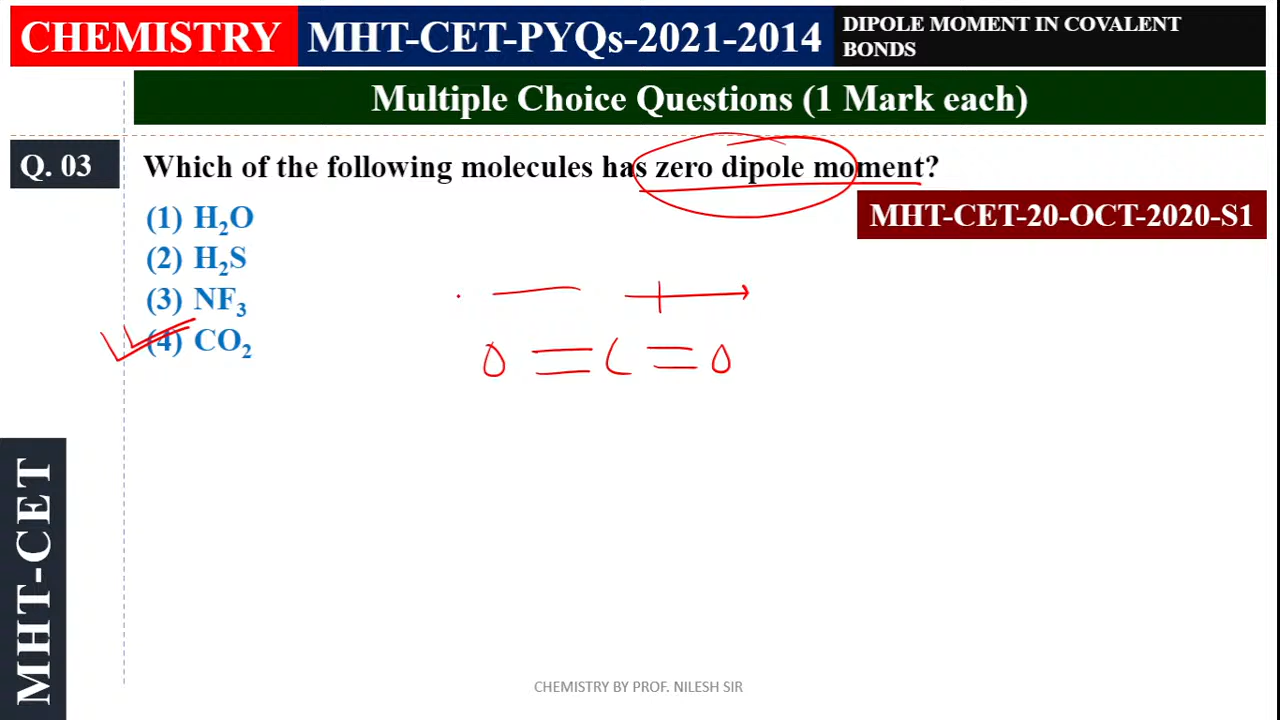 CHEMISTRY MHT-CET-PYQs-2021-2014 DIPOLE MOMENT IN COVALENT BONDS
Multiple Choice Questions (1 Mark each)
Q. 03 Which of the following molecules has zero dipole moment?
MHT-CET-20-OCT-2020-S1
(1) H₂O
(2) H₂S
(3) NF₃
(4) CO₂
O = C = O
MHT-CET
CHEMISTRY BY PROF. NILESH SIR